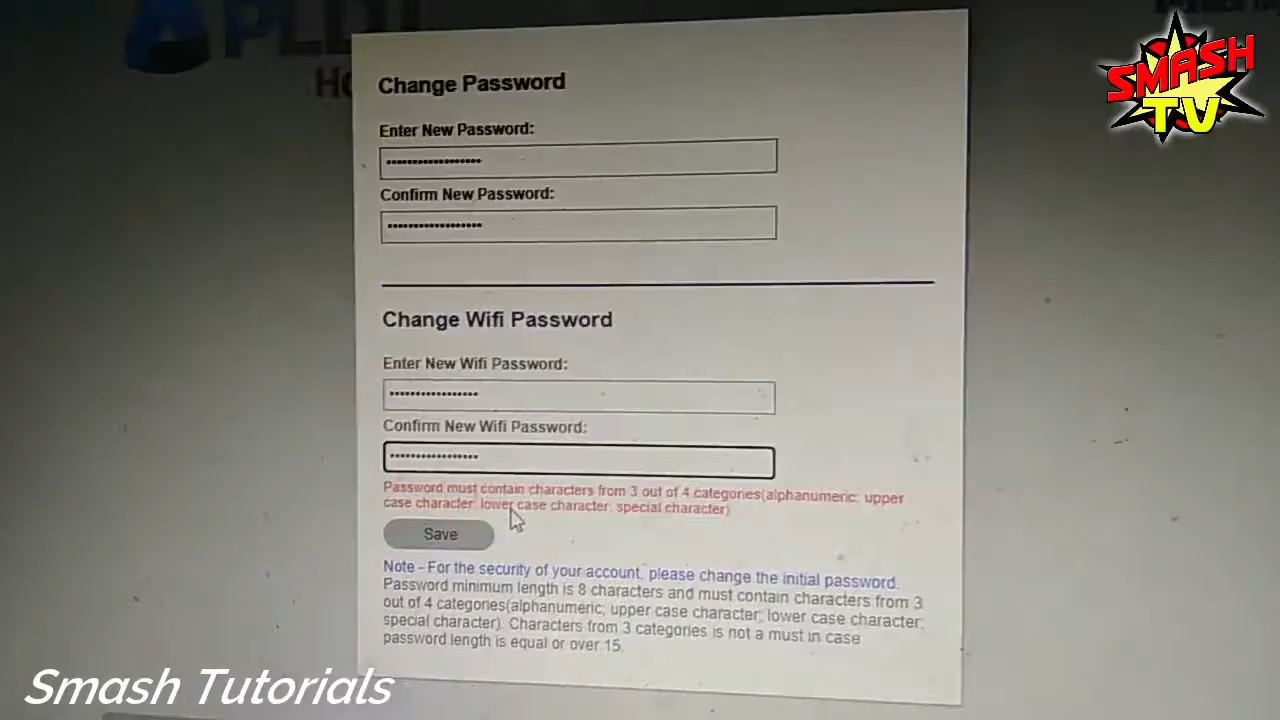 PLDT
SMASH
TV
HO
Change Password
Enter New Password:
Confirm New Password:
Change Wifi Password
Enter New Wifi Password:
Confirm New Wifi Password:
Password must contain characters from 3 out of 4 categories(alphanumeric; upper
case character; lower case character; special character)
Save
Note - For the security of your account, please change the initial password.
Password minimum length is 8 characters and must contain characters from 3
out of 4 categories(alphanumeric; upper case character; lower case character;
special character). Characters from 3 categories is not a must in case
password length is equal or over 15.
Smash Tutorials